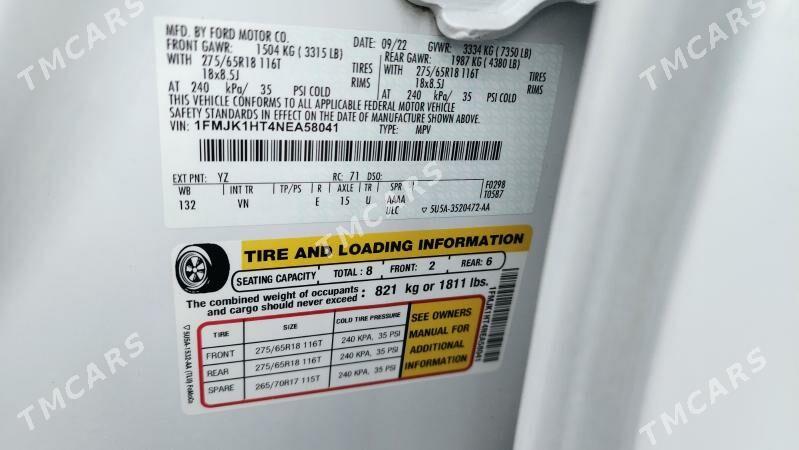 MFD. BY FORD MOTOR CO.
DATE: 09/22 GVWR: 3334 KG (7350 LB)
FRONT GAWR: 1504 KG (3315 LB)
REAR GAWR: 1987 KG (4380 LB)
WITH 275/65R18 116T TIRES
WITH 275/65R18 116T TIRES
18x8.5J RIMS
18x8.5J RIMS
AT 240 kPa/ 35 PSI COLD
AT 240 kPa/ 35 PSI COLD
THIS VEHICLE CONFORMS TO ALL APPLICABLE FEDERAL MOTOR VEHICLE
SAFETY STANDARDS IN EFFECT ON THE DATE OF MANUFACTURE SHOWN ABOVE.
VIN: 1FMJK1HT4NEA58041
TYPE: MPV
EXT PNT: YZ RC: 71 DSO:
WB INT TR TP/PS R AXLE TR SPR
132 VN E 15 U AAAA
ULC
F0298
T0587
▽ 5U5A-3520472-AA
TIRE AND LOADING INFORMATION
SEATING CAPACITY TOTAL : 8 FRONT: 2 REAR: 6
The combined weight of occupants and cargo should never exceed : 821 kg or 1811 lbs.
TIRE SIZE COLD TIRE PRESSURE
FRONT 275/65R18 116T 240 KPA, 35 PSI
REAR 275/65R18 116T 240 KPA, 35 PSI
SPARE 265/70R17 115T 240 KPA, 35 PSI
SEE OWNERS
MANUAL FOR
ADDITIONAL
INFORMATION
1FMJK1HT4NEA58041
TMCARS
TMCARS
TMCARS
TMCARS
TMCARS
TMCARS
TMCARS